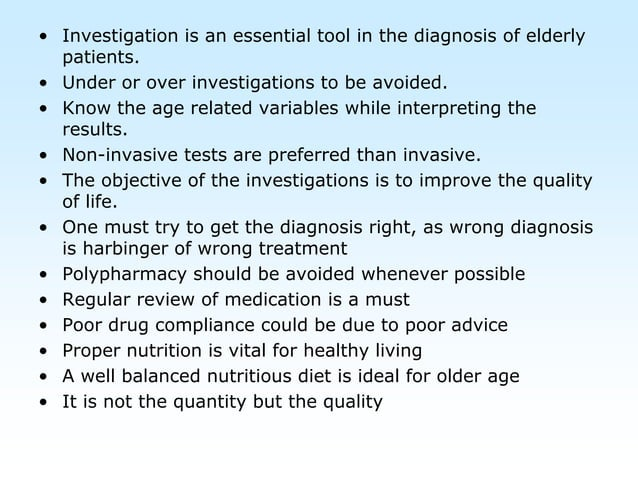 • Investigation is an essential tool in the diagnosis of elderly
patients.
• Under or over investigations to be avoided.
• Know the age related variables while interpreting the
results.
• Non-invasive tests are preferred than invasive.
• The objective of the investigations is to improve the quality
of life.
• One must try to get the diagnosis right, as wrong diagnosis
is harbinger of wrong treatment
• Polypharmacy should be avoided whenever possible
• Regular review of medication is a must
• Poor drug compliance could be due to poor advice
• Proper nutrition is vital for healthy living
• A well balanced nutritious diet is ideal for older age
• It is not the quantity but the quality